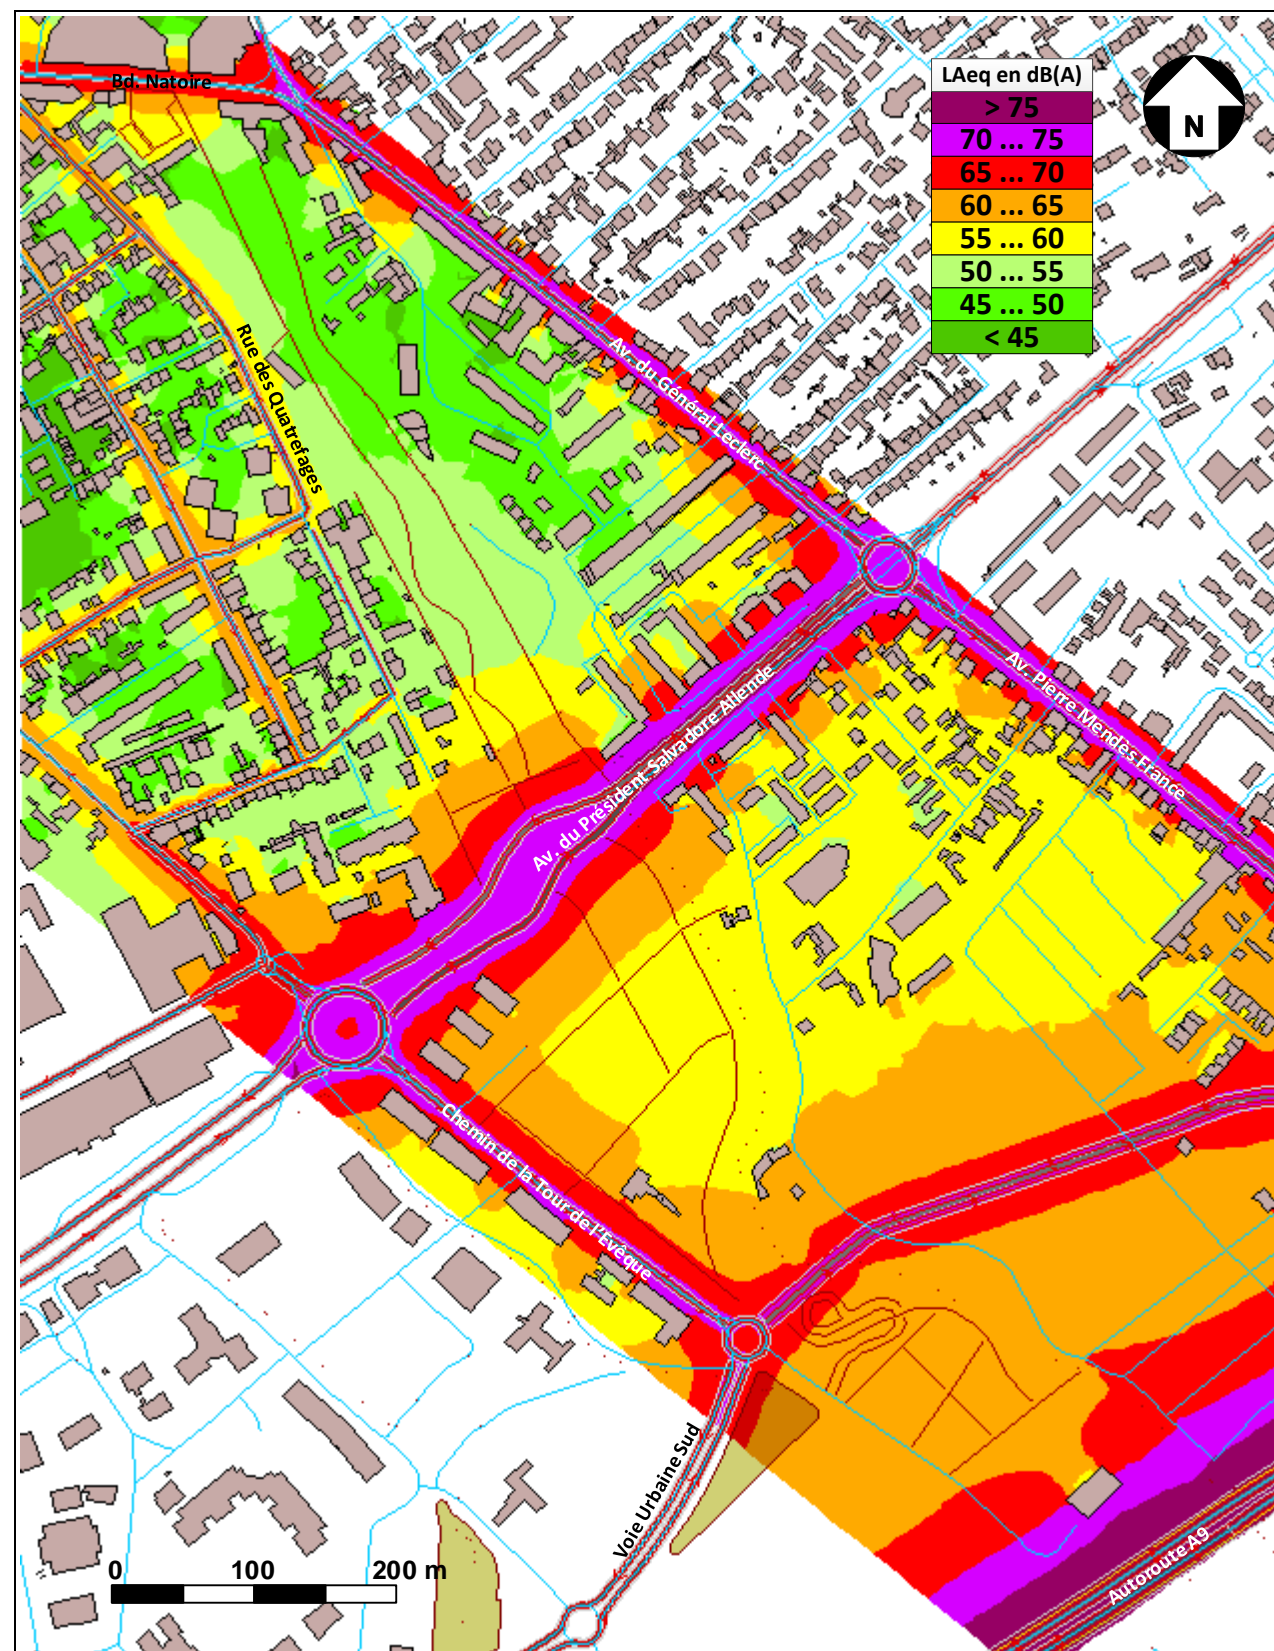 Bd. Natoire
LAeq en dB(A)
> 75
70 ... 75
65 ... 70
60 ... 65
55 ... 60
50 ... 55
45 ... 50
< 45
N
Rue des Quatrefages
Av. du Général Leclerc
Av. Pierre Mendès France
Av. du Président Salvadore Allende
Chemin de la Tour de l'Evêque
Voie Urbaine Sud
Autoroute A9
0 100 200 m